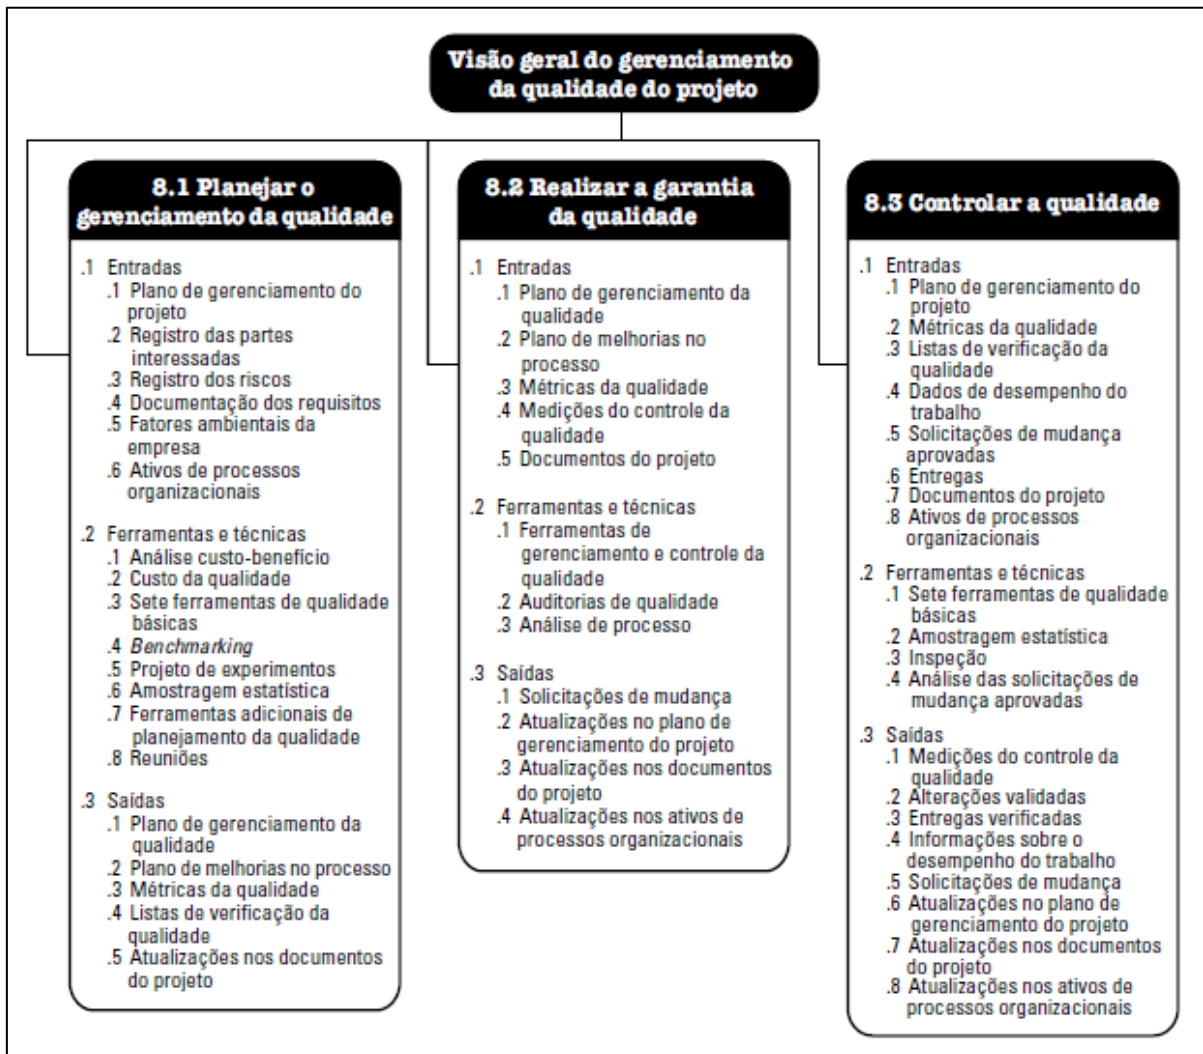 Visão geral do gerenciamento
da qualidade do projeto
8.1 Planejar o
gerenciamento da qualidade
.1 Entradas
.1 Plano de gerenciamento do
projeto
.2 Registro das partes
interessadas
.3 Registro dos riscos
.4 Documentação dos requisitos
.5 Fatores ambientais da
empresa
.6 Ativos de processos
organizacionais
.2 Ferramentas e técnicas
.1 Análise custo-benefício
.2 Custo da qualidade
.3 Sete ferramentas de qualidade
básicas
.4 Benchmarking
.5 Projeto de experimentos
.6 Amostragem estatística
.7 Ferramentas adicionais de
planejamento da qualidade
.8 Reuniões
.3 Saídas
.1 Plano de gerenciamento da
qualidade
.2 Plano de melhorias no processo
.3 Métricas da qualidade
.4 Listas de verificação da
qualidade
.5 Atualizações nos documentos
do projeto
8.2 Realizar a garantia
da qualidade
.1 Entradas
.1 Plano de gerenciamento da
qualidade
.2 Plano de melhorias no
processo
.3 Métricas da qualidade
.4 Medições do controle da
qualidade
.5 Documentos do projeto
.2 Ferramentas e técnicas
.1 Ferramentas de
gerenciamento e controle da
qualidade
.2 Auditorias de qualidade
.3 Análise de processo
.3 Saídas
.1 Solicitações de mudança
.2 Atualizações no plano de
gerenciamento do projeto
.3 Atualizações nos documentos
do projeto
.4 Atualizações nos ativos de
processos organizacionais
8.3 Controlar a qualidade
.1 Entradas
.1 Plano de gerenciamento do
projeto
.2 Métricas da qualidade
.3 Listas de verificação da
qualidade
.4 Dados de desempenho do
trabalho
.5 Solicitações de mudança
aprovadas
.6 Entregas
.7 Documentos do projeto
.8 Ativos de processos
organizacionais
.2 Ferramentas e técnicas
.1 Sete ferramentas de qualidade
básicas
.2 Amostragem estatística
.3 Inspeção
.4 Análise das solicitações de
mudança aprovadas
.3 Saídas
.1 Medições do controle da
qualidade
.2 Alterações validadas
.3 Entregas verificadas
.4 Informações sobre o
desempenho do trabalho
.5 Solicitações de mudança
.6 Atualizações no plano de
gerenciamento do projeto
.7 Atualizações nos documentos
do projeto
.8 Atualizações nos ativos de
processos organizacionais